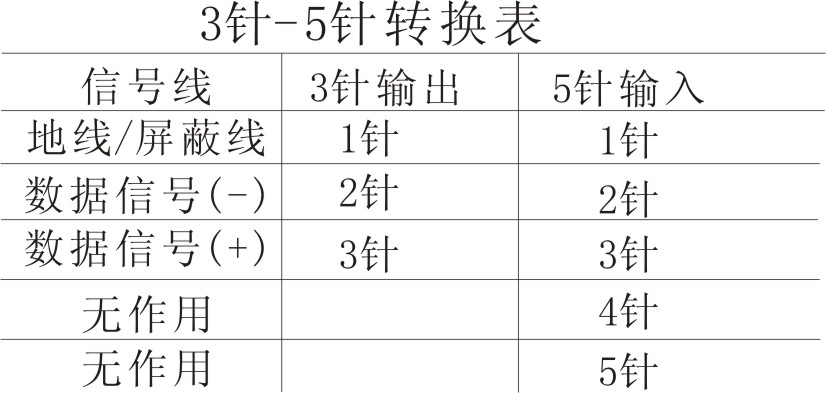 3针-5针转换表
信号线 3针输出 5针输入
地线/屏蔽线 1针 1针
数据信号(-) 2针 2针
数据信号(+) 3针 3针
无作用 4针
无作用 5针